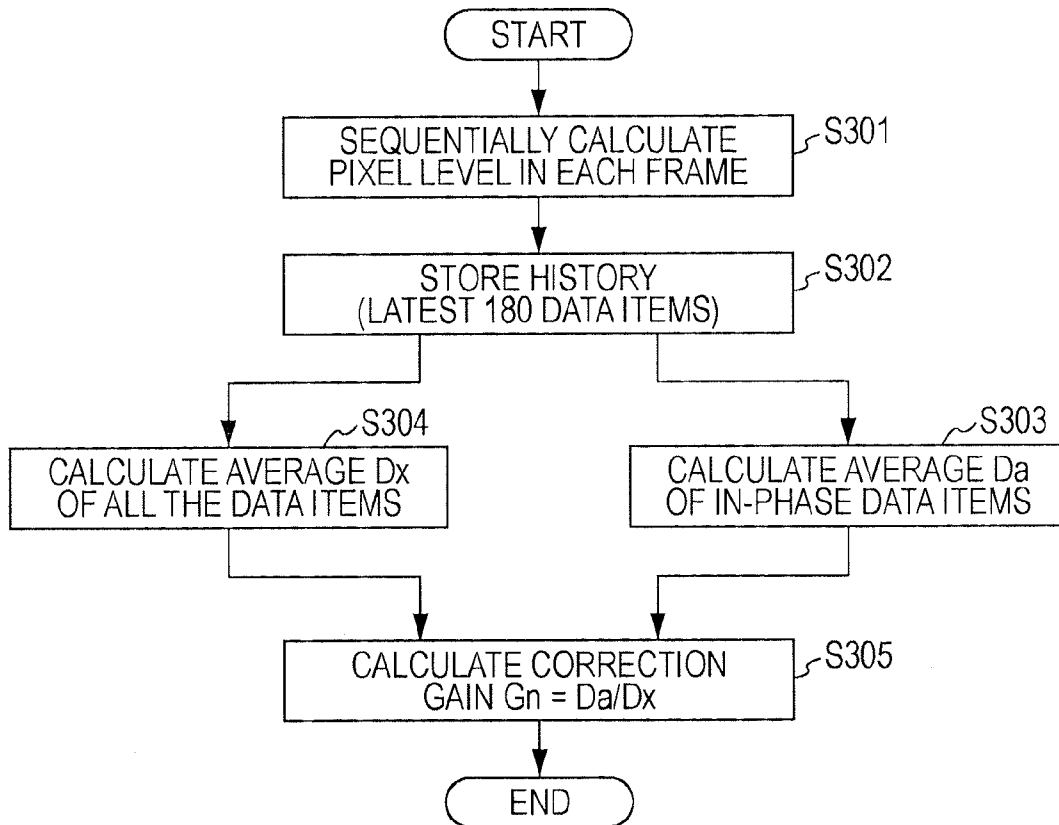 START
S301
SEQUENTIALLY CALCULATE
PIXEL LEVEL IN EACH FRAME
S302
STORE HISTORY
(LATEST 180 DATA ITEMS)
S304
CALCULATE AVERAGE Dx
OF ALL THE DATA ITEMS
S303
CALCULATE AVERAGE Da
OF IN-PHASE DATA ITEMS
S305
CALCULATE CORRECTION
GAIN Gn = Da/Dx
END